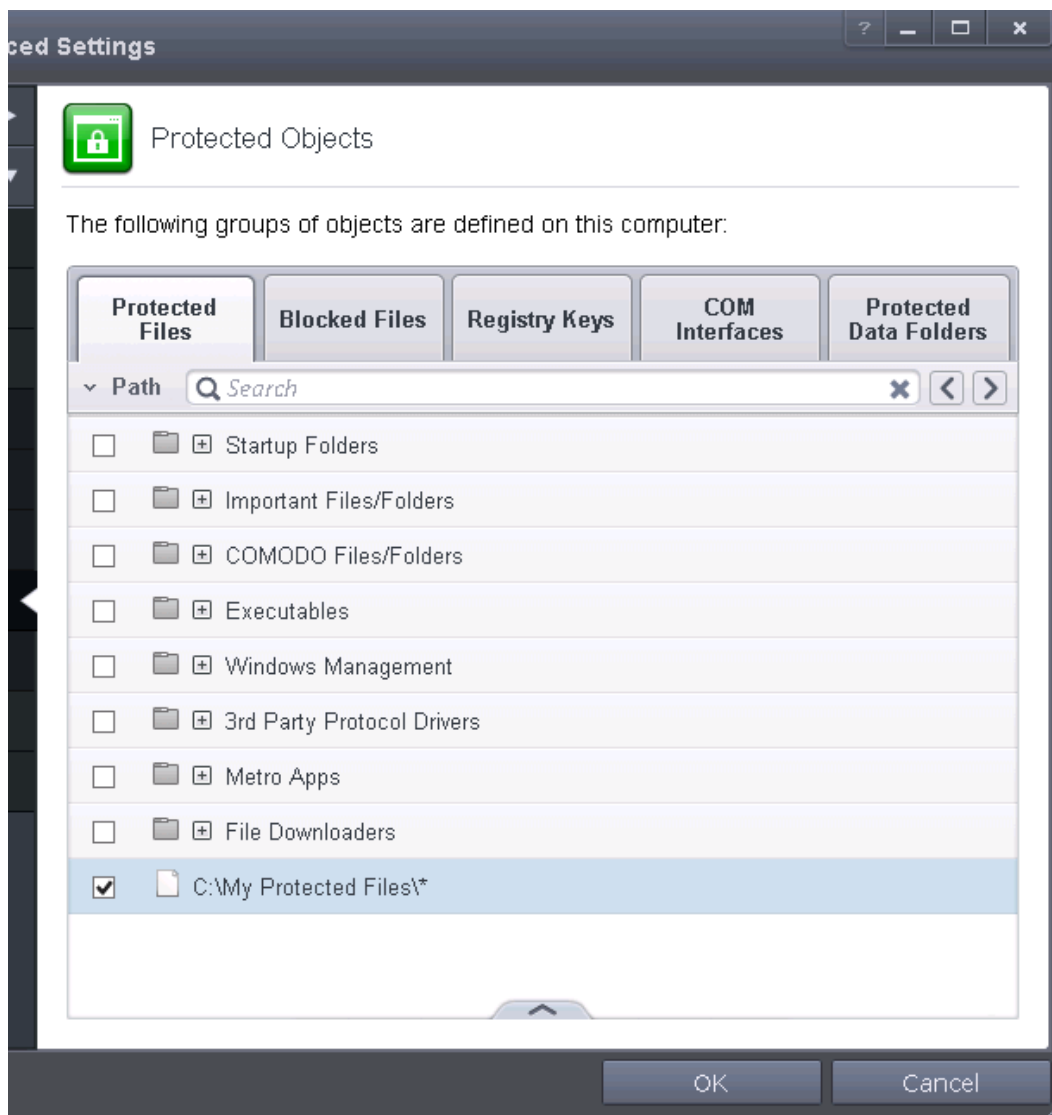 ced Settings
?
Protected Objects
The following groups of objects are defined on this computer:
Protected Files
Blocked Files
Registry Keys
COM Interfaces
Protected Data Folders
Path
Search
Startup Folders
Important Files/Folders
COMODO Files/Folders
Executables
Windows Management
3rd Party Protocol Drivers
Metro Apps
File Downloaders
C:\My Protected Files\*
OK
Cancel